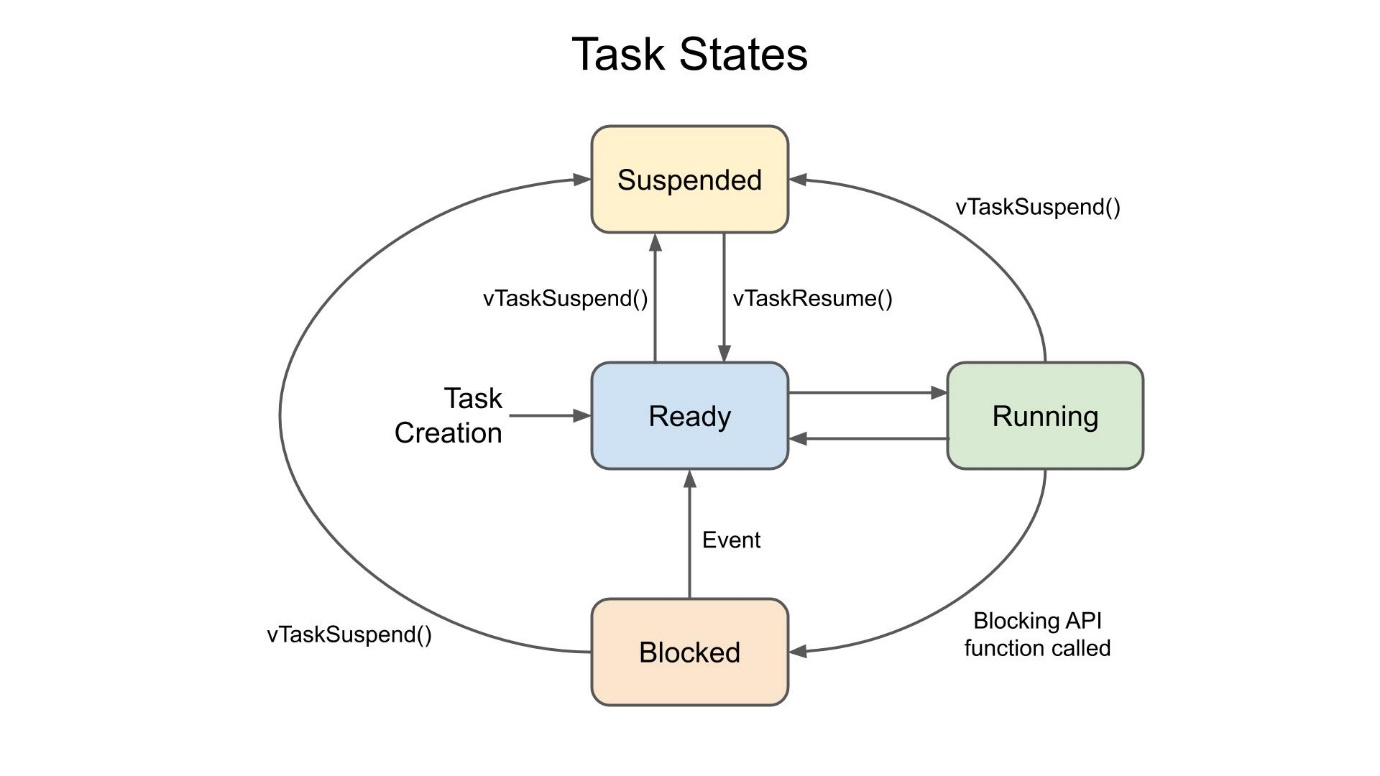 Task States
Suspended
vTaskSuspend()
vTaskSuspend()
vTaskResume()
Task
Creation
Ready
Running
Event
Blocking API
function called
vTaskSuspend()
Blocked